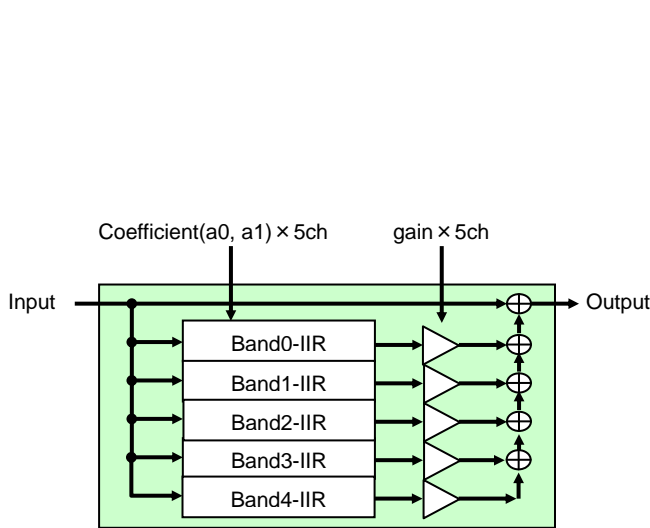 Coefficient(a0, a1)×5ch
gain×5ch
Input
Output
Band0-IIR
Band1-IIR
Band2-IIR
Band3-IIR
Band4-IIR